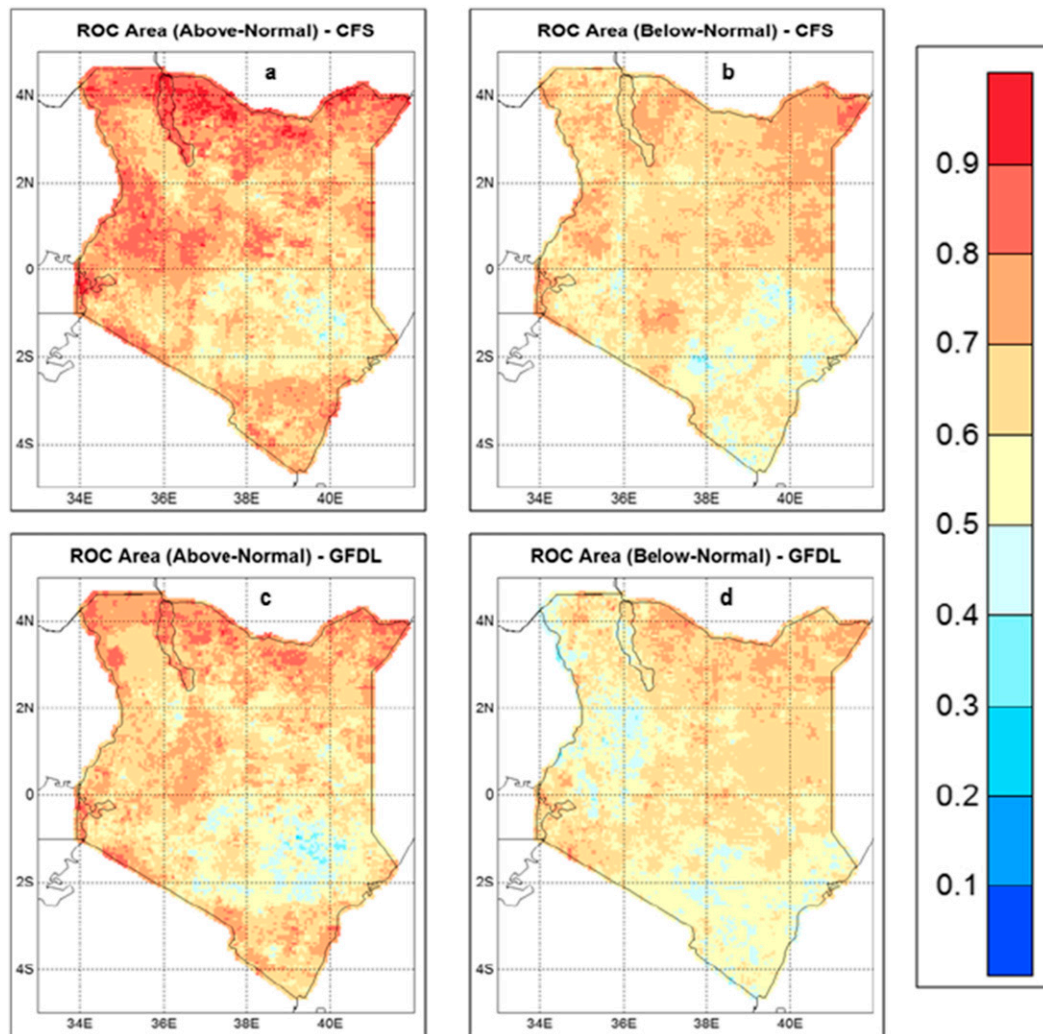 ROC Area (Above-Normal) - CFS
a
4N
2N
0
2S
4S
34E 36E 38E 40E
ROC Area (Below-Normal) - CFS
b
4N
2N
0
2S
4S
34E 36E 38E 40E
ROC Area (Above-Normal) - GFDL
c
4N
2N
0
2S
4S
34E 36E 38E 40E
ROC Area (Below-Normal) - GFDL
d
4N
2N
0
2S
4S
34E 36E 38E 40E
0.9
0.8
0.7
0.6
0.5
0.4
0.3
0.2
0.1